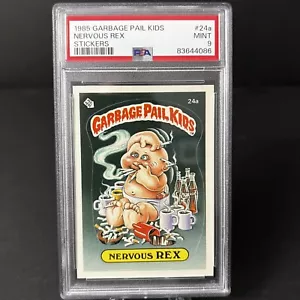 1985 GARBAGE PAIL KIDS #24a
NERVOUS REX MINT
STICKERS PSA 9
83644086
24a
GARBAGE PAIL KIDS
NERVOUS REX